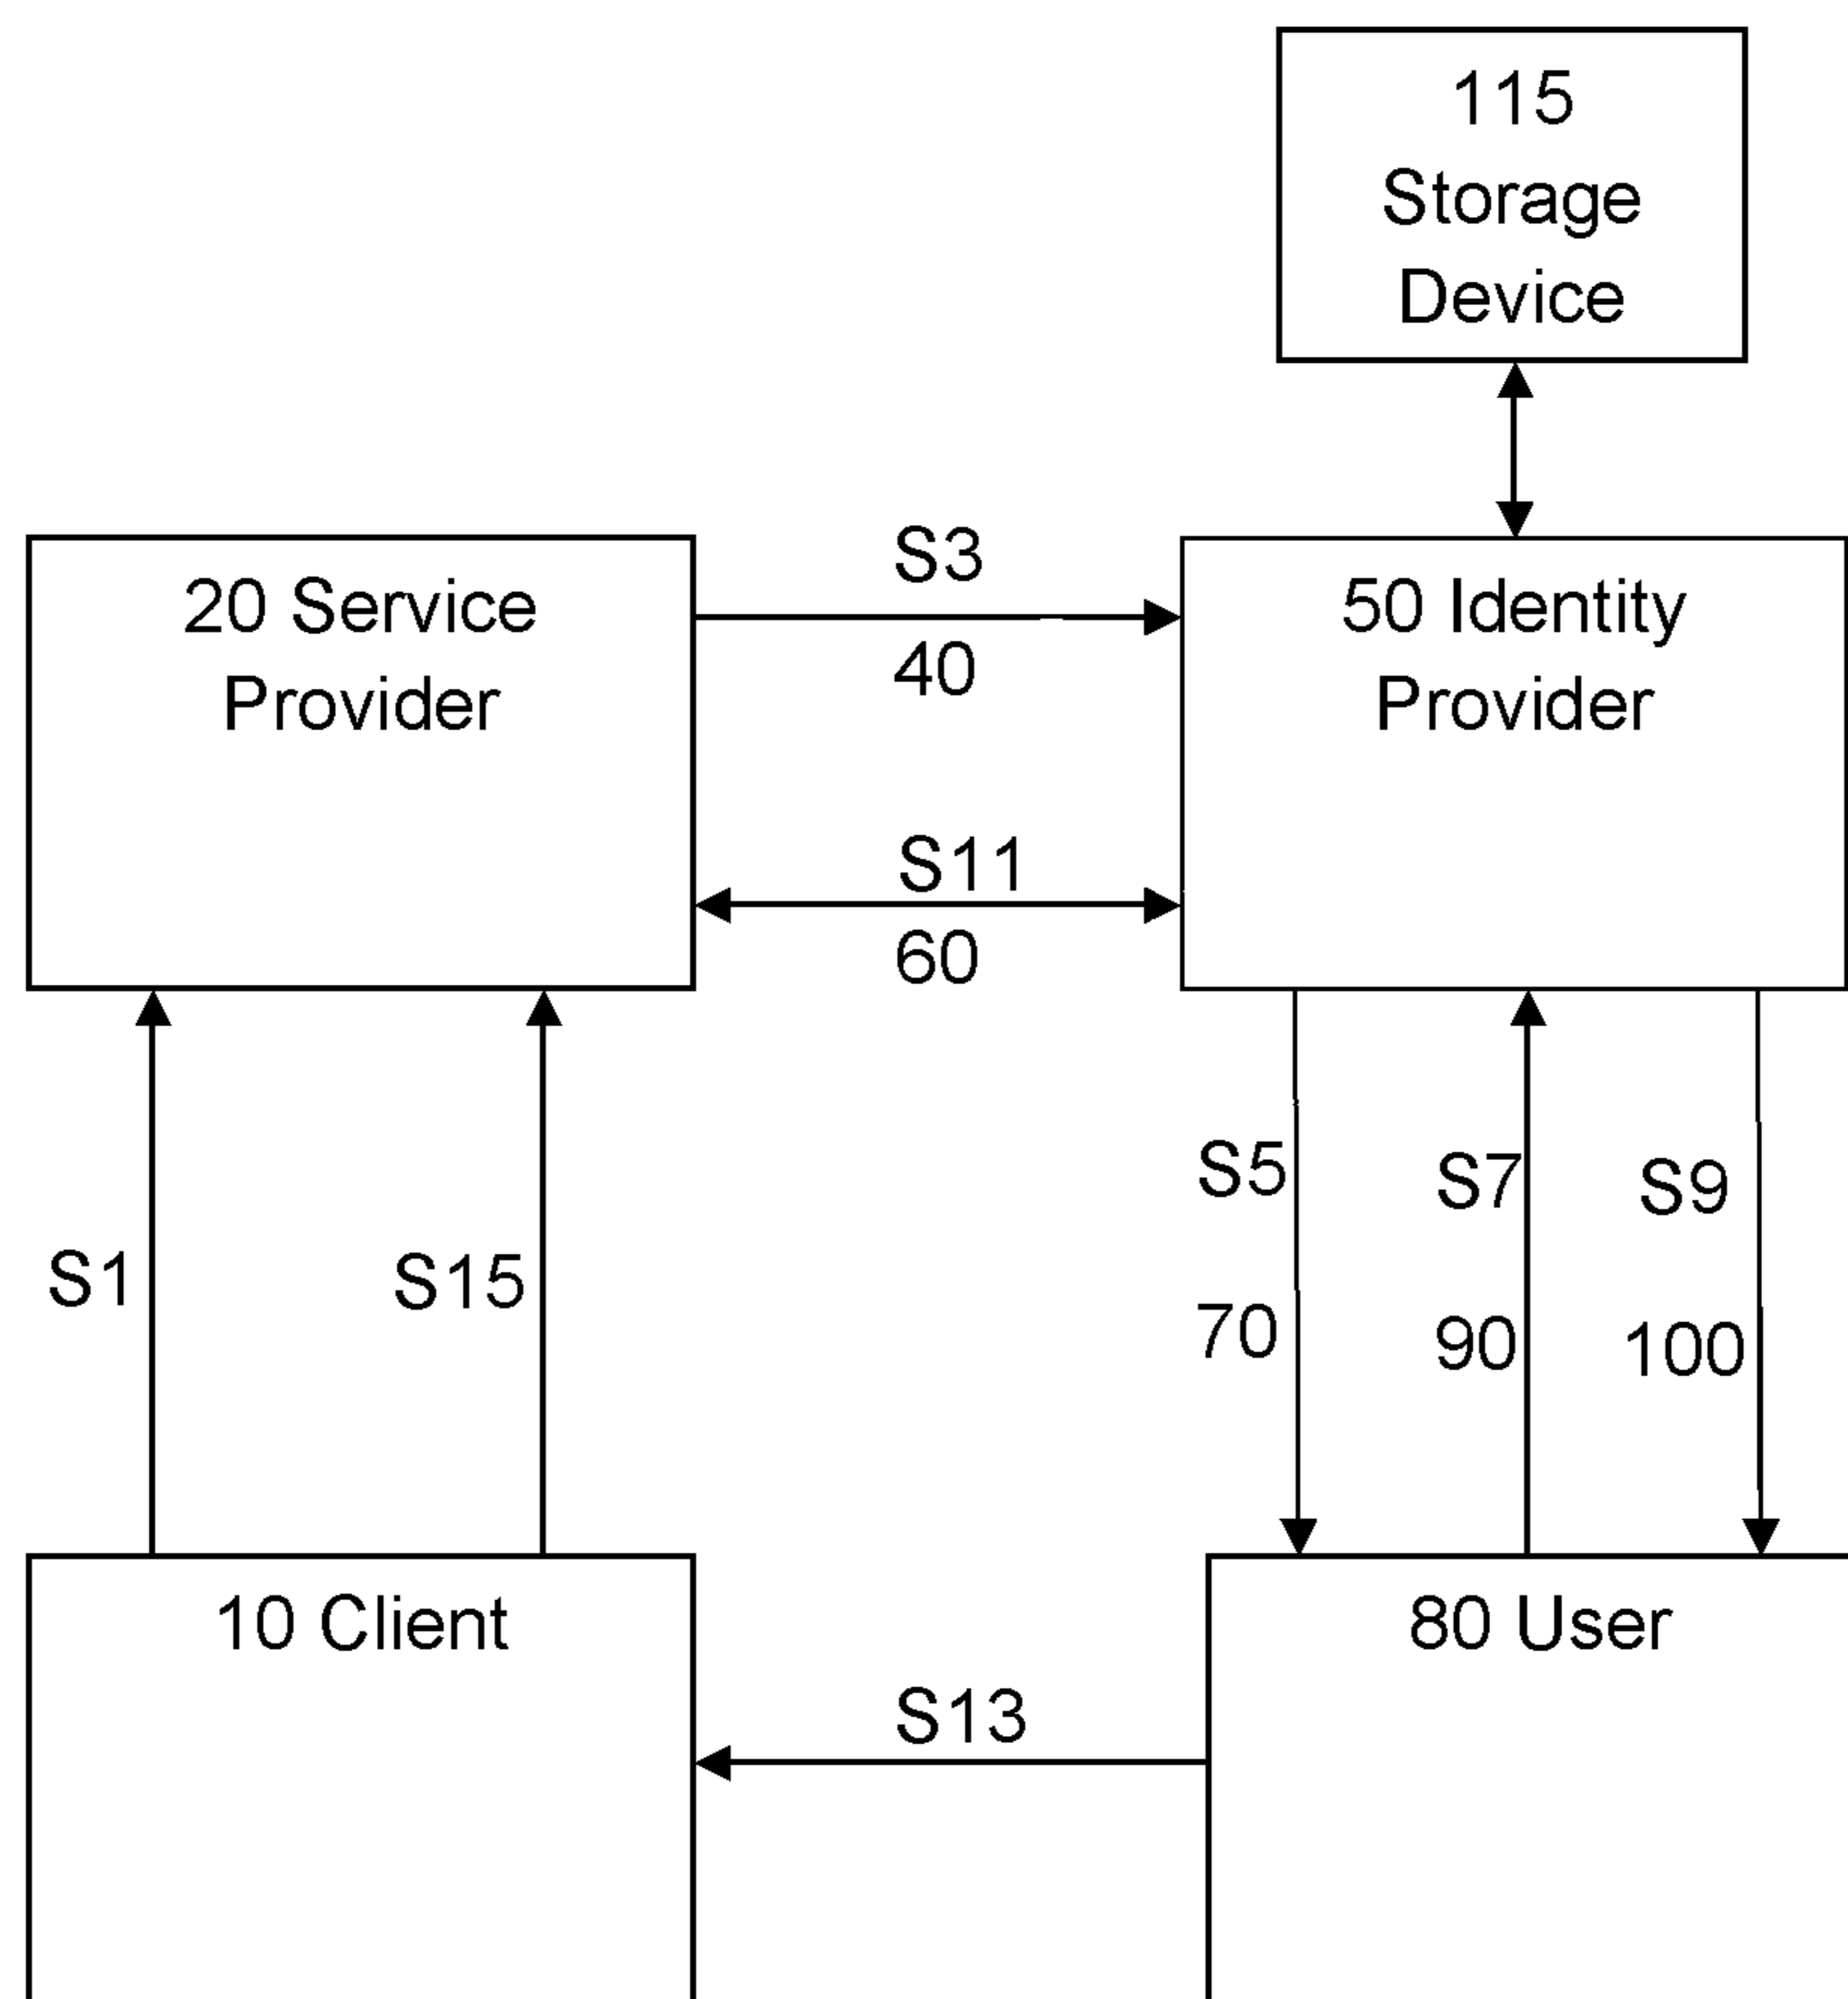 115
Storage
Device
20 Service
Provider
S3
40
50 Identity
Provider
S11
60
S1
S15
S5
70
S7
90
S9
100
10 Client
S13
80 User